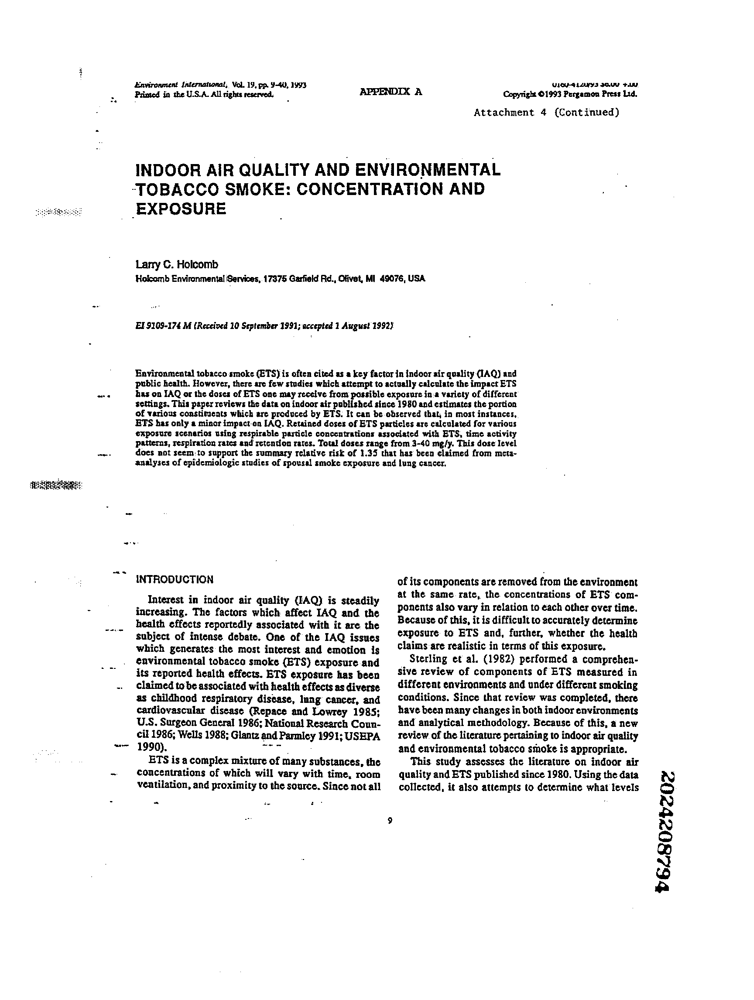 Environment International, Vol. 19, pp. 9-40, 1993
Printed in the U.S.A. All rights reserved.
APPENDIX A
Copyright ©1993 Pergamon Press Ltd.
Attachment 4 (Continued)
INDOOR AIR QUALITY AND ENVIRONMENTAL
TOBACCO SMOKE: CONCENTRATION AND
EXPOSURE
Larry C. Holcomb
Holcomb Environmental Services, 17375 Garfield Rd., Olivet, MI 49076, USA
EI 9109-174 M (Received 10 September 1991; accepted 1 August 1992)
Environmental tobacco smoke (ETS) is often cited as a key factor in indoor air quality (IAQ) and
public health. However, there are few studies which attempt to actually calculate the impact ETS
has on IAQ or the doses of ETS one may receive from possible exposure in a variety of different
settings. This paper reviews the data on indoor air published since 1980 and estimates the portion
of various constituents which are produced by ETS. It can be observed that, in most instances,
ETS has only a minor impact on IAQ. Retained doses of ETS particles are calculated for various
exposure scenarios using respirable particle concentrations associated with ETS, time activity
patterns, respiration rates and retention rates. Total doses range from 3-40 mg/y. This dose level
does not seem to support the summary relative risk of 1.35 that has been claimed from meta-
analyses of epidemiologic studies of spousal smoke exposure and lung cancer.
INTRODUCTION
Interest in indoor air quality (IAQ) is steadily
increasing. The factors which affect IAQ and the
health effects reportedly associated with it are the
subject of intense debate. One of the IAQ issues
which generates the most interest and emotion is
environmental tobacco smoke (ETS) exposure and
its reported health effects. ETS exposure has been
claimed to be associated with health effects as diverse
as childhood respiratory disease, lung cancer, and
cardiovascular disease (Repace and Lowrey 1985;
U.S. Surgeon General 1986; National Research Coun-
cil 1986; Wells 1988; Glantz and Parmley 1991; USEPA
1990).
ETS is a complex mixture of many substances, the
concentrations of which will vary with time, room
ventilation, and proximity to the source. Since not all
of its components are removed from the environment
at the same rate, the concentrations of ETS com-
ponents also vary in relation to each other over time.
Because of this, it is difficult to accurately determine
exposure to ETS and, further, whether the health
claims are realistic in terms of this exposure.
Sterling et al. (1982) performed a comprehen-
sive review of components of ETS measured in
different environments and under different smoking
conditions. Since that review was completed, there
have been many changes in both indoor environments
and analytical methodology. Because of this, a new
review of the literature pertaining to indoor air quality
and environmental tobacco smoke is appropriate.
This study assesses the literature on indoor air
quality and ETS published since 1980. Using the data
collected, it also attempts to determine what levels
9
2024208794